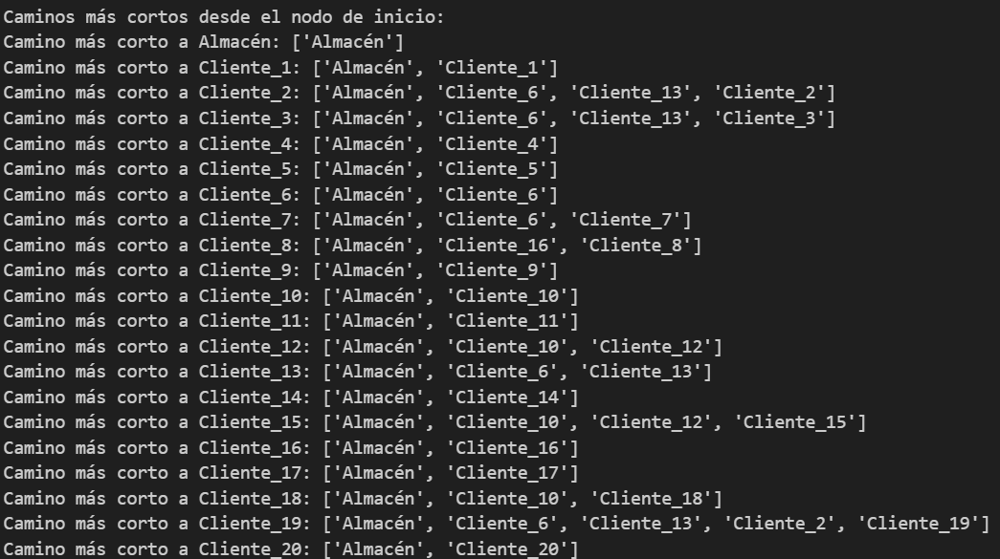 Caminos más cortos desde el nodo de inicio:
Camino más corto a Almacén: ['Almacén']
Camino más corto a Cliente_1: ['Almacén', 'Cliente_1']
Camino más corto a Cliente_2: ['Almacén', 'Cliente_6', 'Cliente_13', 'Cliente_2']
Camino más corto a Cliente_3: ['Almacén', 'Cliente_6', 'Cliente_13', 'Cliente_3']
Camino más corto a Cliente_4: ['Almacén', 'Cliente_4']
Camino más corto a Cliente_5: ['Almacén', 'Cliente_5']
Camino más corto a Cliente_6: ['Almacén', 'Cliente_6']
Camino más corto a Cliente_7: ['Almacén', 'Cliente_6', 'Cliente_7']
Camino más corto a Cliente_8: ['Almacén', 'Cliente_16', 'Cliente_8']
Camino más corto a Cliente_9: ['Almacén', 'Cliente_9']
Camino más corto a Cliente_10: ['Almacén', 'Cliente_10']
Camino más corto a Cliente_11: ['Almacén', 'Cliente_11']
Camino más corto a Cliente_12: ['Almacén', 'Cliente_10', 'Cliente_12']
Camino más corto a Cliente_13: ['Almacén', 'Cliente_6', 'Cliente_13']
Camino más corto a Cliente_14: ['Almacén', 'Cliente_14']
Camino más corto a Cliente_15: ['Almacén', 'Cliente_10', 'Cliente_12', 'Cliente_15']
Camino más corto a Cliente_16: ['Almacén', 'Cliente_16']
Camino más corto a Cliente_17: ['Almacén', 'Cliente_17']
Camino más corto a Cliente_18: ['Almacén', 'Cliente_10', 'Cliente_18']
Camino más corto a Cliente_19: ['Almacén', 'Cliente_6', 'Cliente_13', 'Cliente_2', 'Cliente_19']
Camino más corto a Cliente_20: ['Almacén', 'Cliente_20']